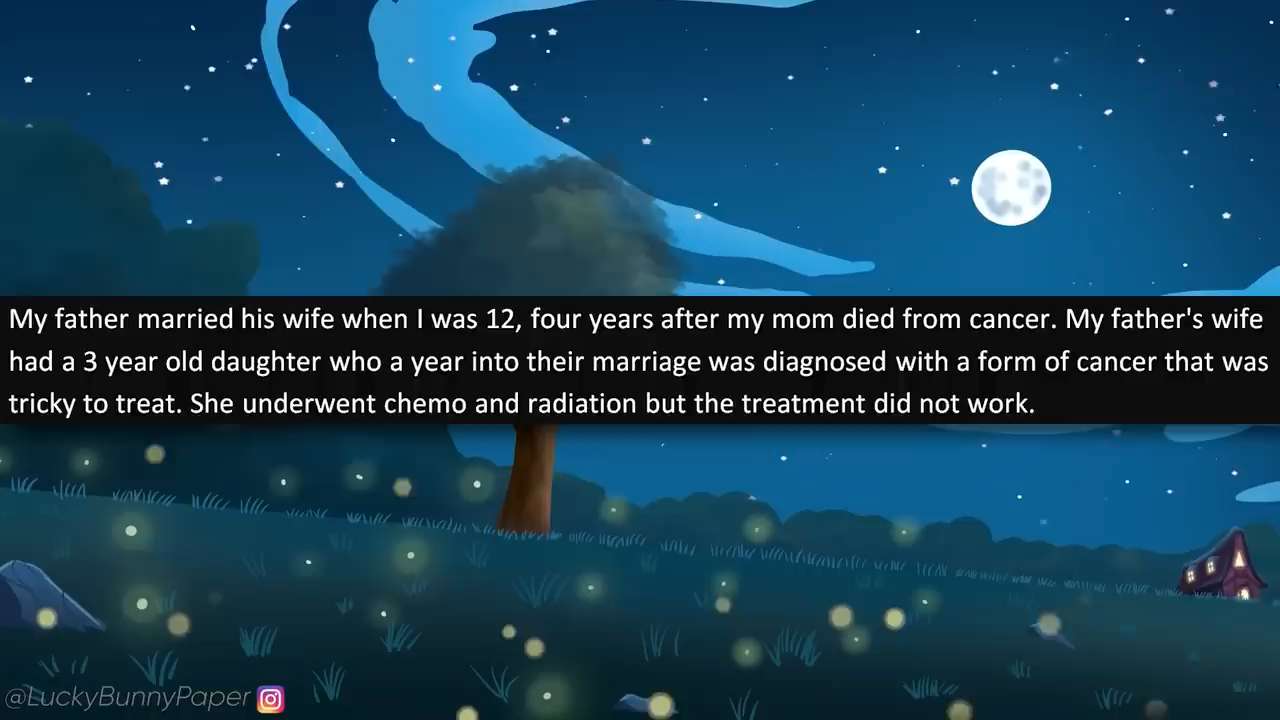 My father married his wife when I was 12, four years after my mom died from cancer. My father's wife
had a 3 year old daughter who a year into their marriage was diagnosed with a form of cancer that was
tricky to treat. She underwent chemo and radiation but the treatment did not work.
@LuckyBunnyPaper